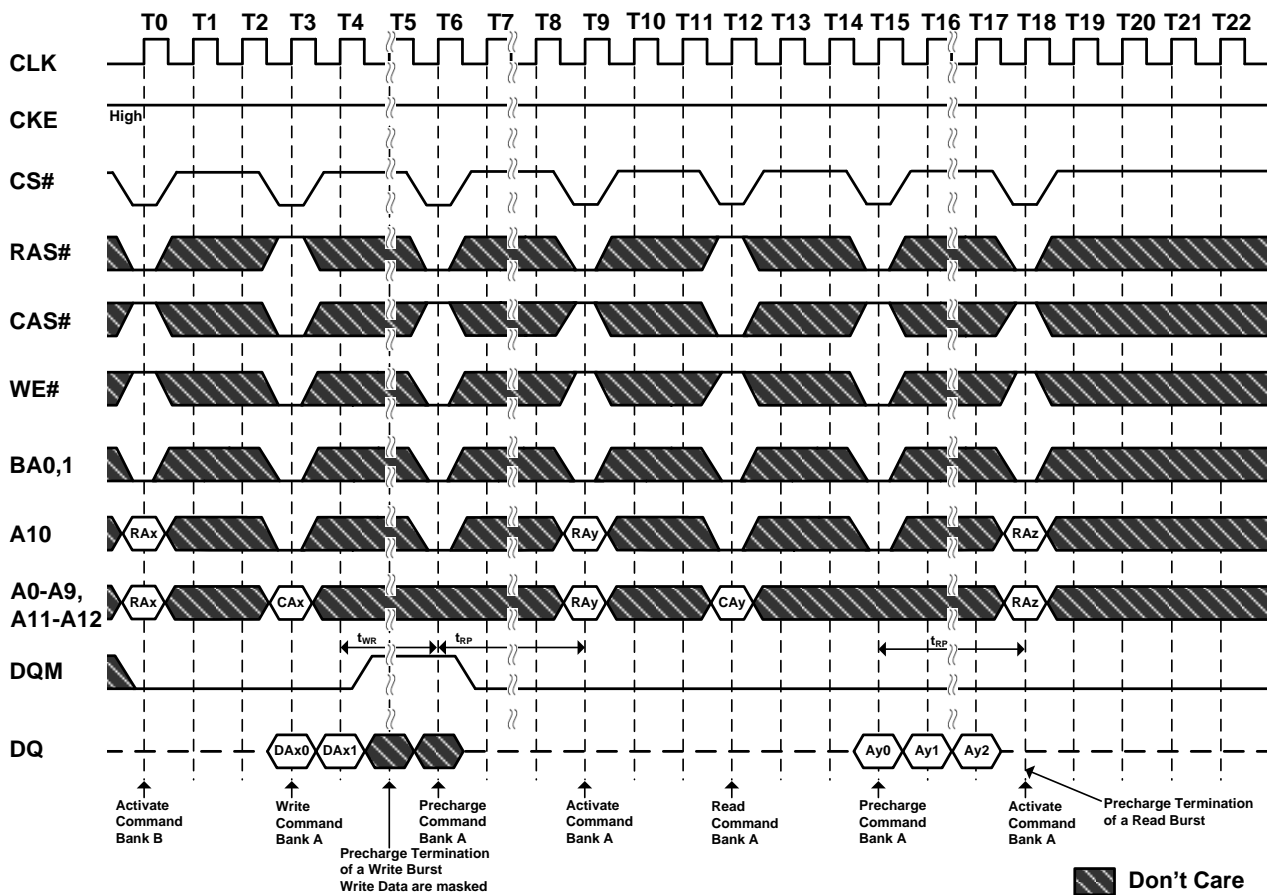 T0 T1 T2 T3 T4 T5 T6 T7 T8 T9 T10 T11 T12 T13 T14 T15 T16 T17 T18 T19 T20 T21 T22
CLK
CKE
High
CS#
RAS#
CAS#
WE#
BA0,1
A10
RAx RAy RAz
A0-A9,
A11-A12
RAx CAx RAy CAy RAz
tWR tRP tRP
DQM
DQ
DAx0 DAx1 Ay0 Ay1 Ay2
Activate
Command
Bank B
Write
Command
Bank A
Precharge Termination
of a Write Burst
Write Data are masked
Precharge
Command
Bank A
Activate
Command
Bank A
Read
Command
Bank A
Precharge
Command
Bank A
Activate
Command
Bank A
Precharge Termination
of a Read Burst
Don't Care